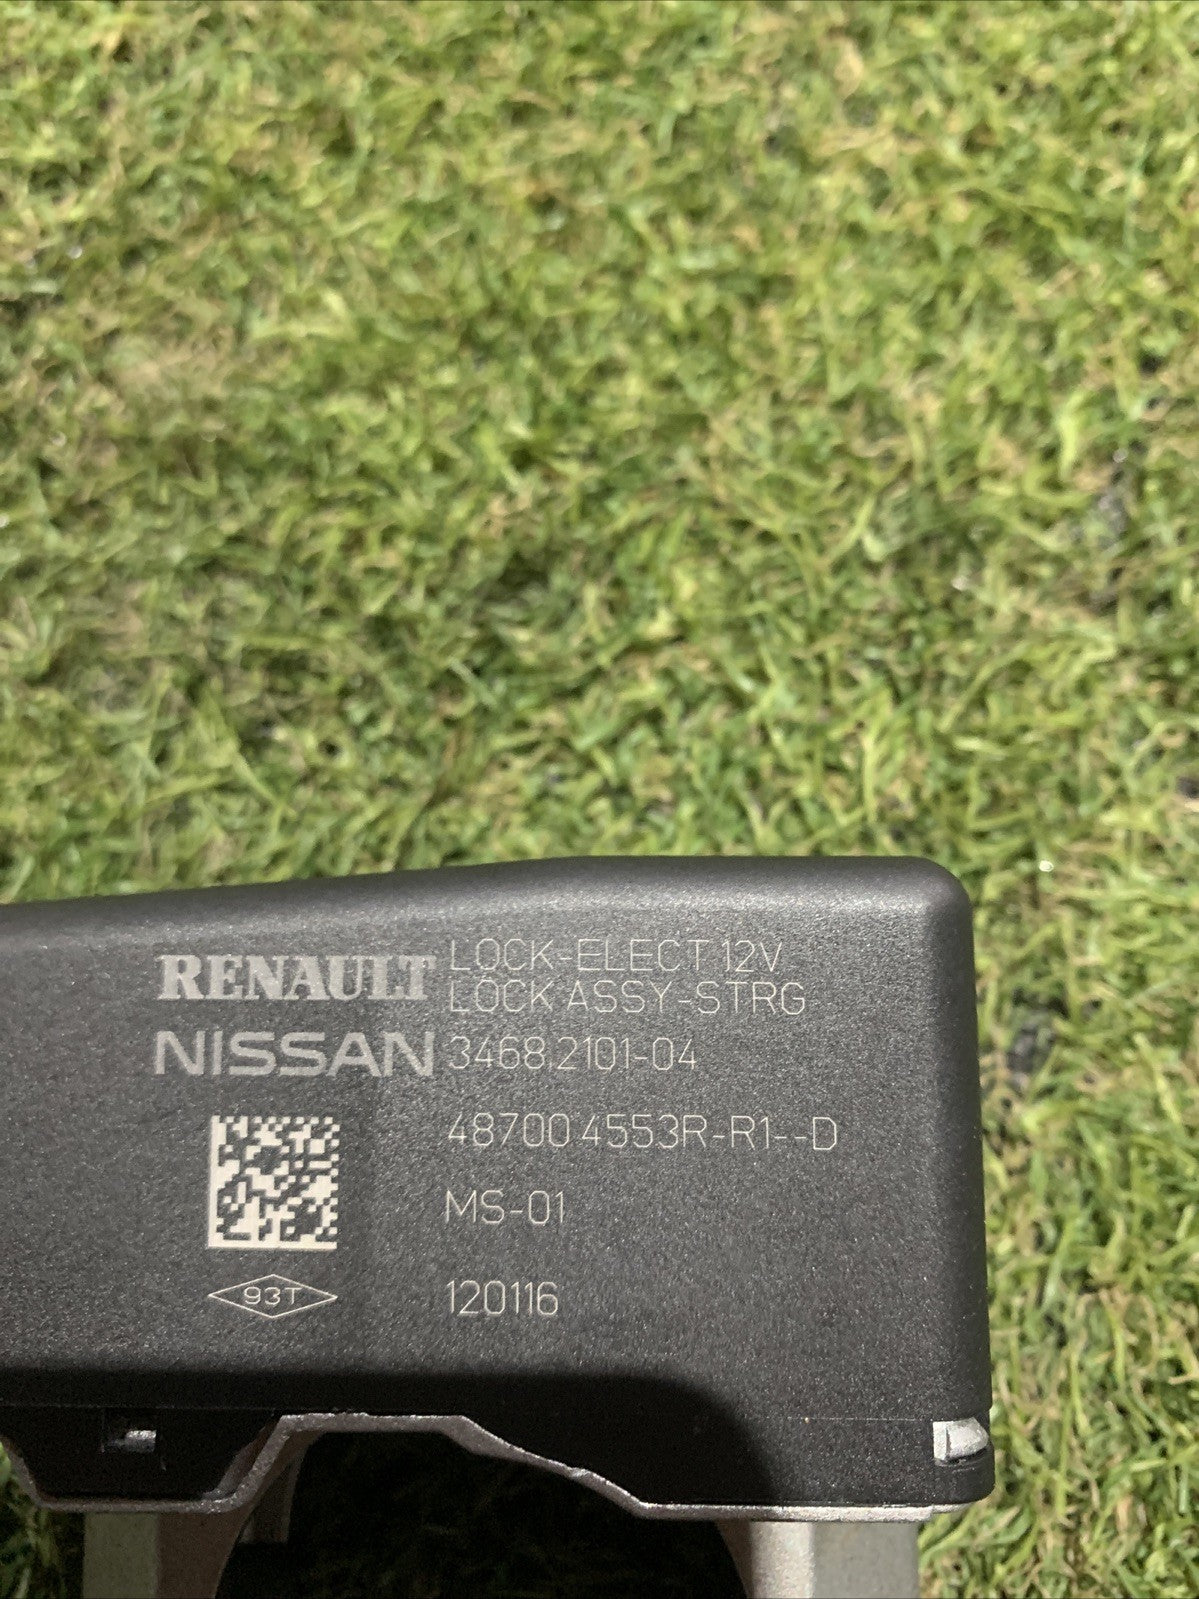 RENAULT LOCK-ELECT 12V
LOCK ASSY-STRG
NISSAN 3468.2101-04
48700 4553R-R1--D
MS-01
93T 120116